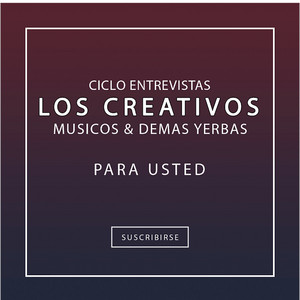 CICLO ENTREVISTAS
LOS CREATIVOS
MUSICOS & DEMAS YERBAS
PARA USTED
SUSCRIBIRSE